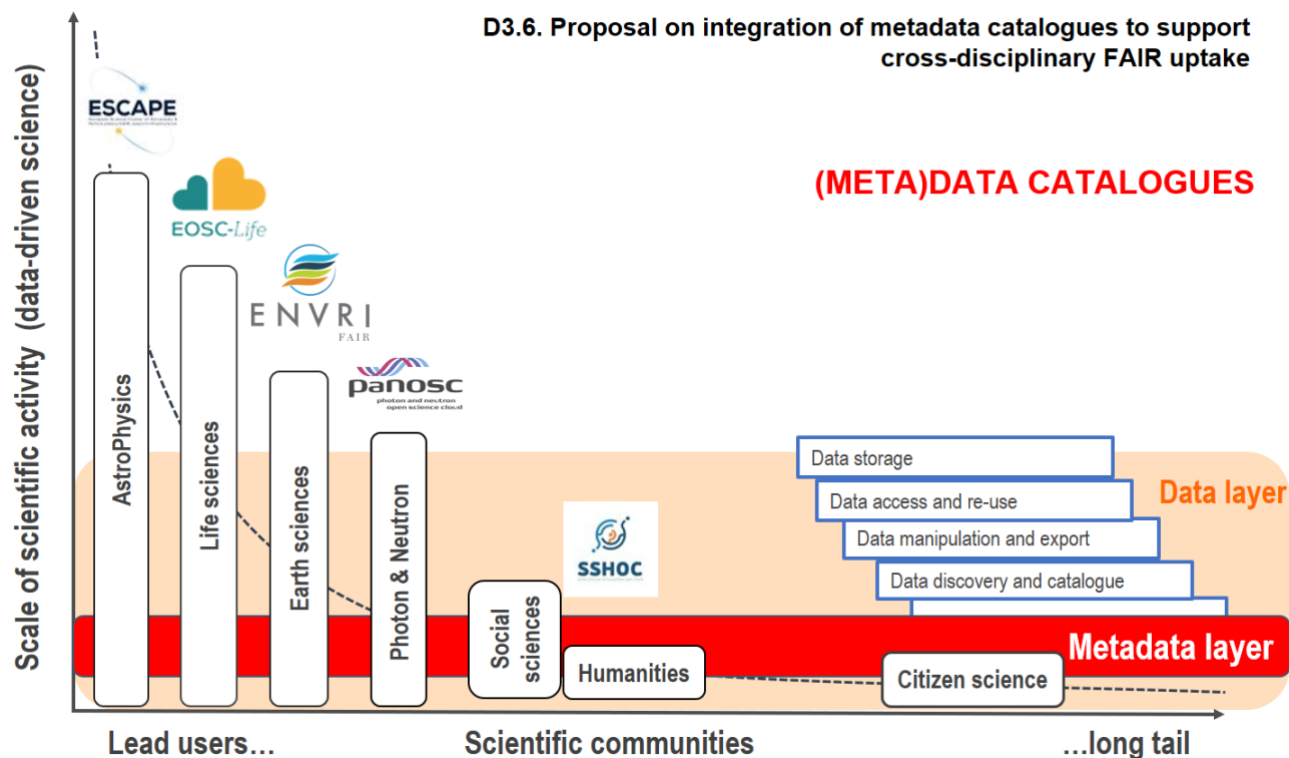 D3.6. Proposal on integration of metadata catalogues to support
cross-disciplinary FAIR uptake
(META)DATA CATALOGUES
Scale of scientific activity (data-driven science)
ESCAPE
EOSC-Life
ENVRI
FAIR
panosc
photon and neutron
open science cloud
SSHOC
AstroPhysics
Life sciences
Earth sciences
Photon & Neutron
Social
sciences
Humanities
Citizen science
Data storage
Data access and re-use
Data manipulation and export
Data discovery and catalogue
Data layer
Metadata layer
Lead users…
Scientific communities
…long tail